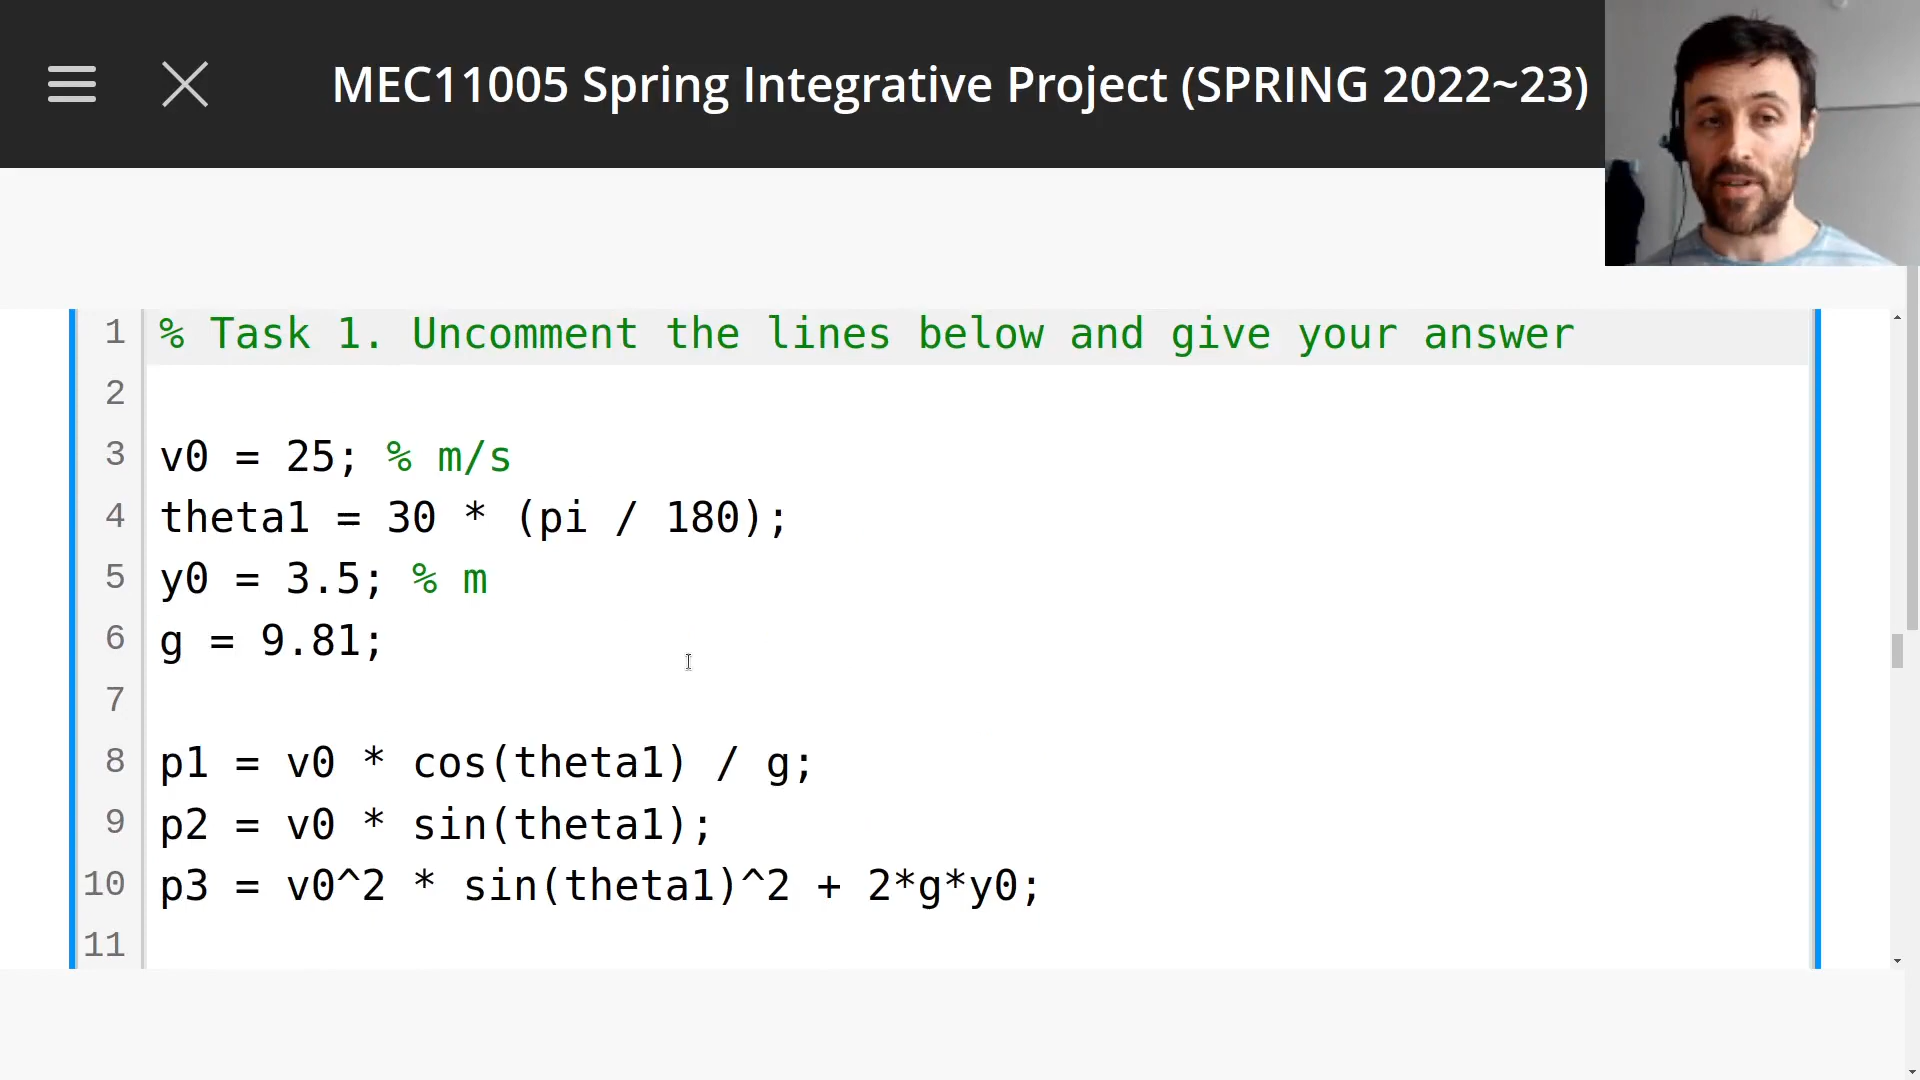 MEC11005 Spring Integrative Project (SPRING 2022~23)
1 % Task 1. Uncomment the lines below and give your answer
2
3 v0 = 25; % m/s
4 theta1 = 30 * (pi / 180);
5 y0 = 3.5; % m
6 g = 9.81;
7
8 p1 = v0 * cos(theta1) / g;
9 p2 = v0 * sin(theta1);
10 p3 = v0^2 * sin(theta1)^2 + 2*g*y0;
11